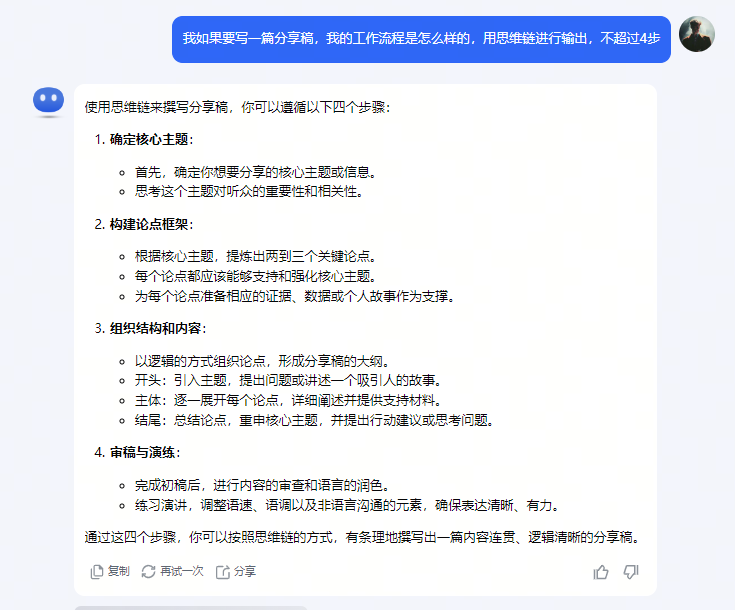 我如果要写一篇分享稿，我的工作流程是怎么样的，用思维链进行输出，不超过4步
使用思维链来撰写分享稿，你可以遵循以下四个步骤：
1. 确定核心主题：
首先，确定你想要分享的核心主题或信息。
思考这个主题对听众的重要性和相关性。
2. 构建论点框架：
根据核心主题，提炼出两到三个关键论点。
每个论点都应该能够支持和强化核心主题。
为每个论点准备相应的证据、数据或个人故事作为支撑。
3. 组织结构和内容：
以逻辑的方式组织论点，形成分享稿的大纲。
开头：引入主题，提出问题或讲述一个吸引人的故事。
主体：逐一展开每个论点，详细阐述并提供支持材料。
结尾：总结论点，重申核心主题，并提出行动建议或思考问题。
4. 审稿与演练：
完成初稿后，进行内容的审查和语言的润色。
练习演讲，调整语速、语调以及非语言沟通的元素，确保表达清晰、有力。
通过这四个步骤，你可以按照思维链的方式，有条理地撰写出一篇内容连贯、逻辑清晰的分享稿。
复制 再试一次 分享